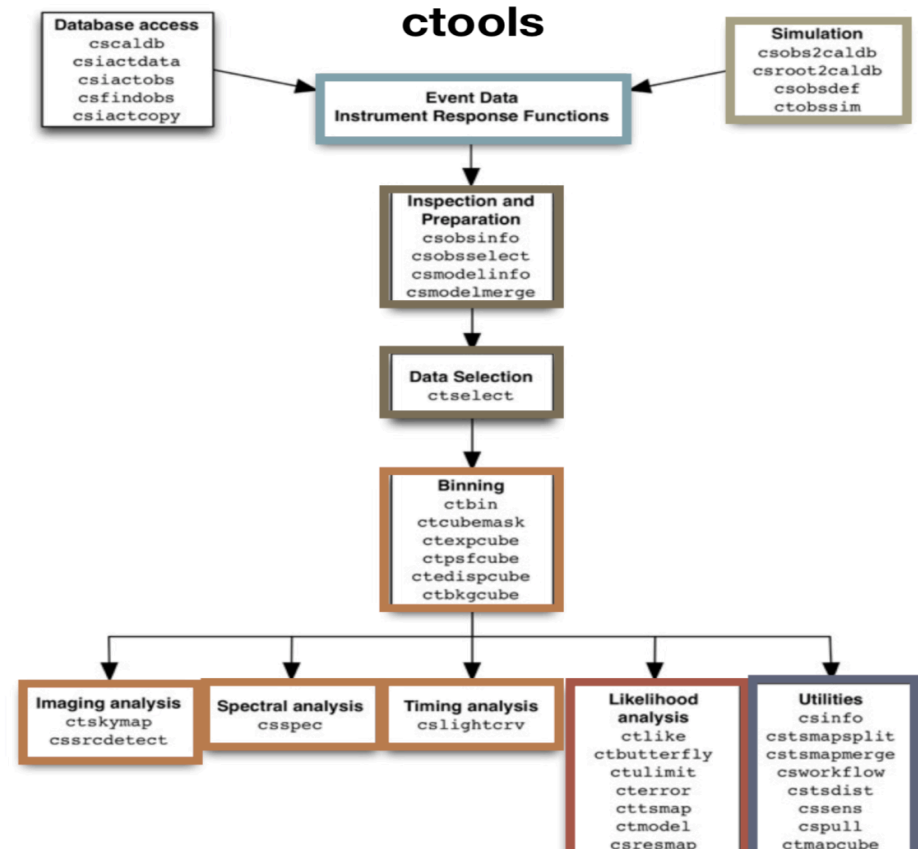 ctools
Database access
cscaldb
csiactdata
csiactobs
csfindobs
csiactcopy
Simulation
csobs2caldb
csroot2caldb
csobsdef
ctobssim
Event Data
Instrument Response Functions
Inspection and
Preparation
csobsinfo
csobsselect
csmodelinfo
csmodelmerge
Data Selection
ctselect
Binning
ctbin
ctcubemask
ctexpcube
ctpsfcube
ctedispcube
ctbkgcube
Imaging analysis
ctskymap
cssrcdetect
Spectral analysis
csspec
Timing analysis
cslightcrv
Likelihood
analysis
ctlike
ctbutterfly
ctulimit
cterror
cttsmap
ctmodel
csresmap
Utilities
csinfo
cstsmapsplit
cstsmapmerge
csworkflow
cstsdist
cssens
cspull
ctmapcube